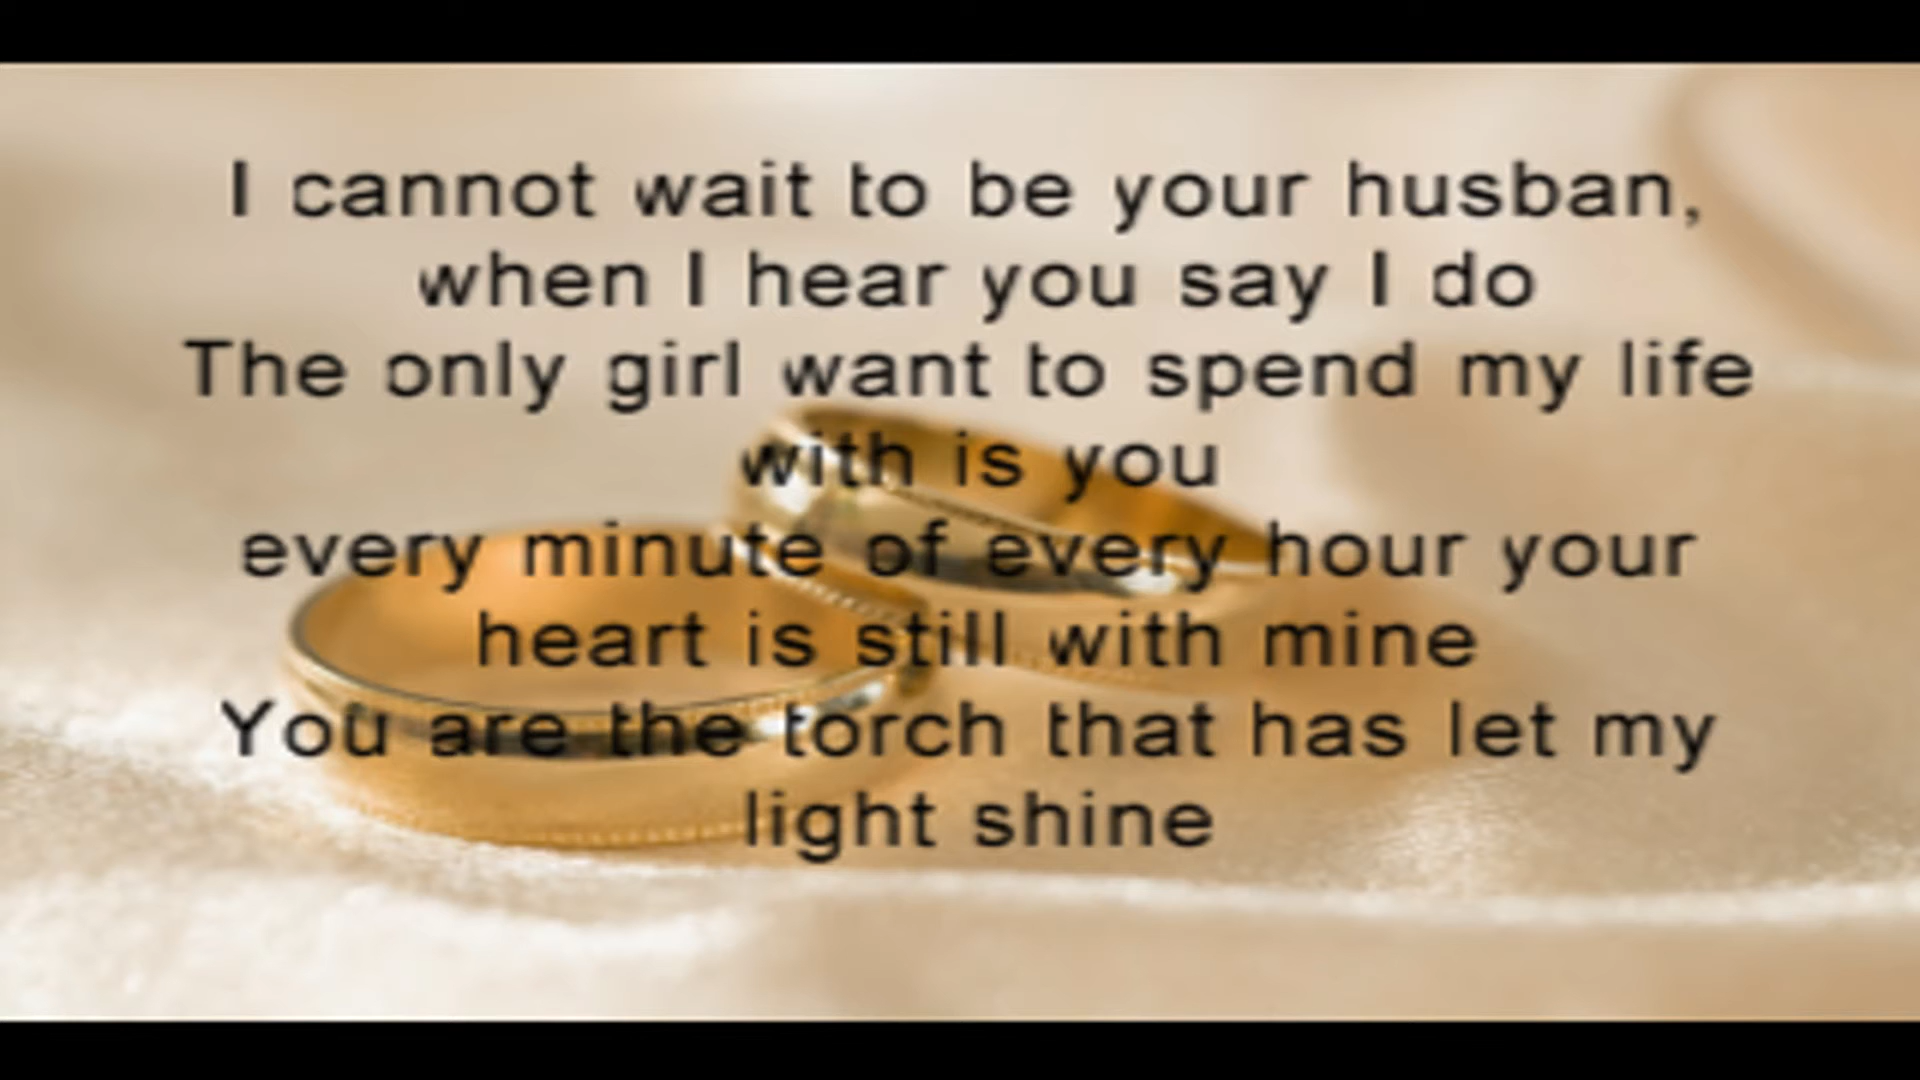 I cannot wait to be your husban,
when I hear you say I do
The only girl want to spend my life
with is you
every minute of every hour your
heart is still with mine
You are the torch that has let my
light shine